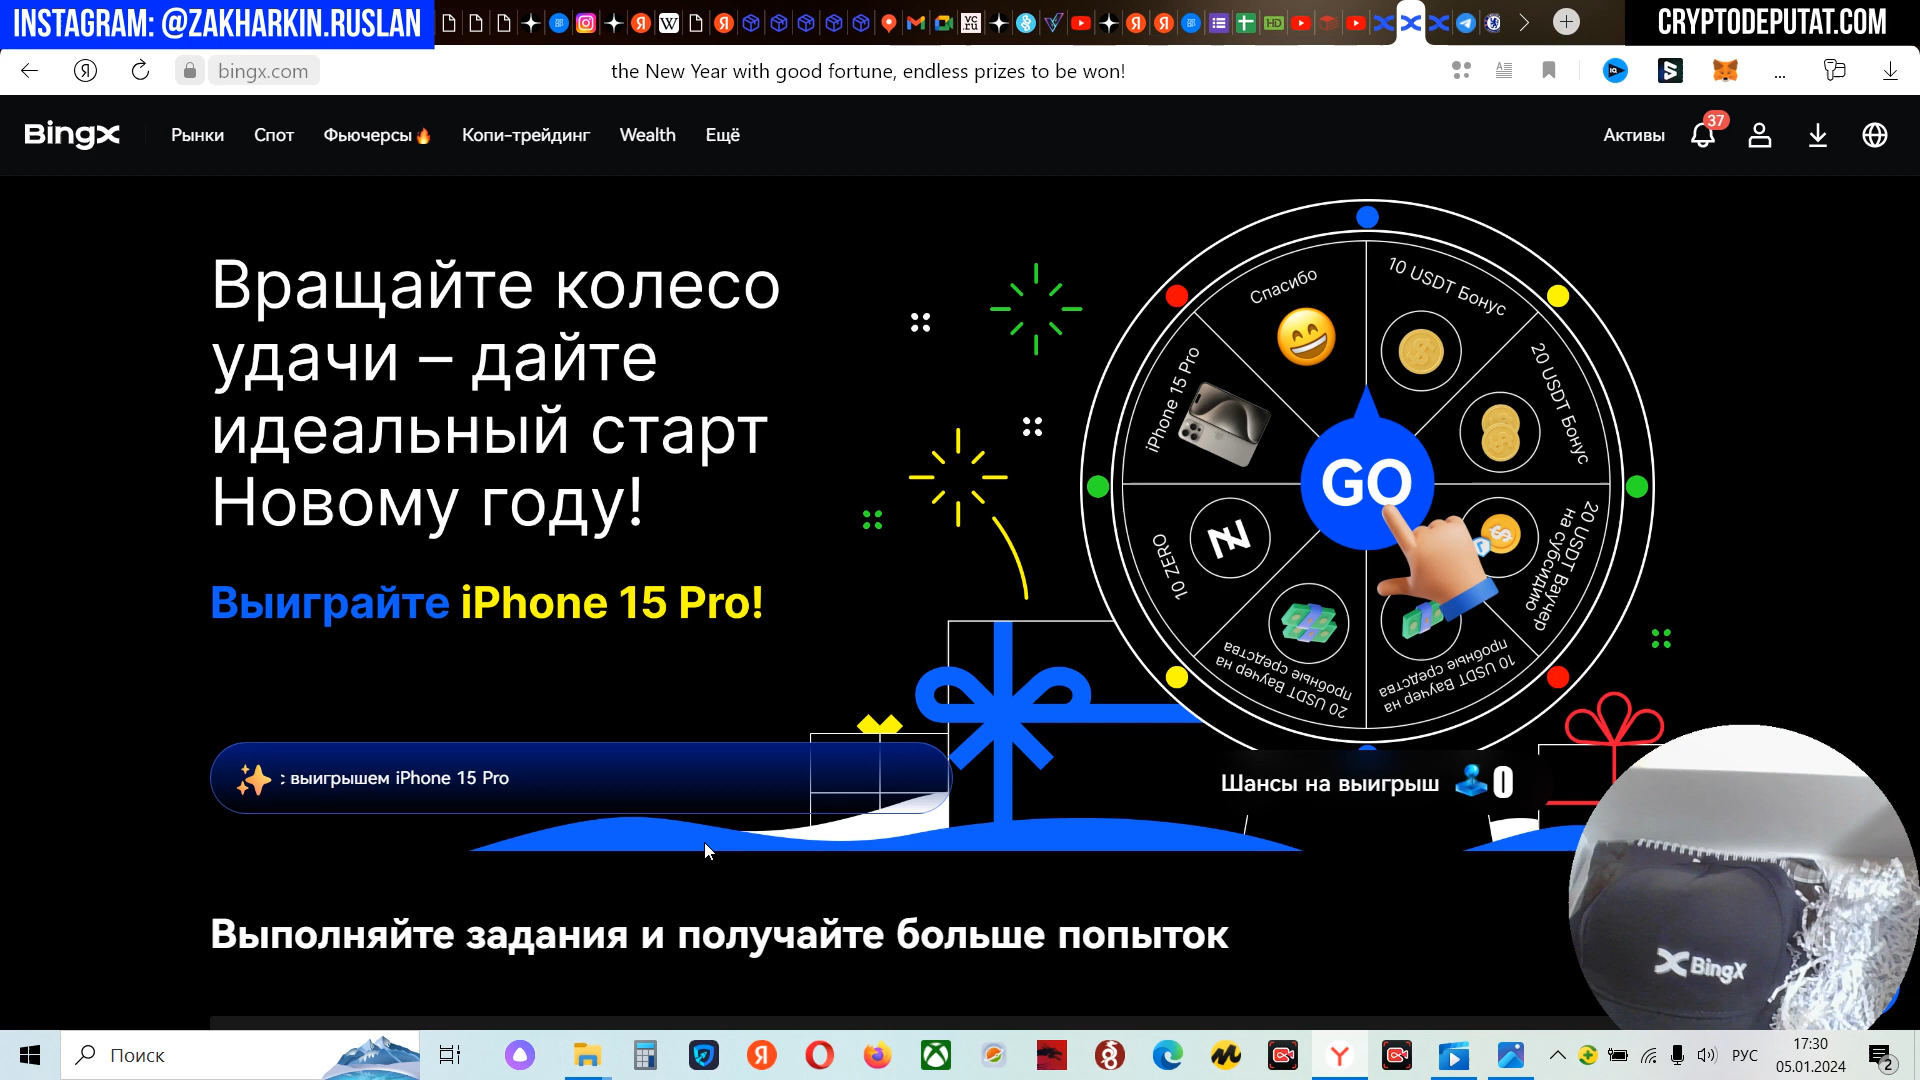 INSTAGRAM: @ZAKHARKIN.RUSLAN
CRYPTODEPUTAT.COM
bingx.com
the New Year with good fortune, endless prizes to be won!
BingX
Рынки
Спот
Фьючерсы
Копи-трейдинг
Wealth
Ещё
Активы
37
Вращайте колесо
удачи – дайте
идеальный старт
Новому году!
Выиграйте iPhone 15 Pro!
Спасибо
10 USDT Бонус
20 USDT Бонус
20 USDT Ваучер
на субсидию
10 USDT Ваучер на
пробные средства
20 USDT Ваучер на
пробные средства
10 ZERO
iPhone 15 Pro
GO
с выигрышем iPhone 15 Pro
Шансы на выигрыш 0
Выполняйте задания и получайте больше попыток
BingX
Поиск
РУС
17:30
05.01.2024
2